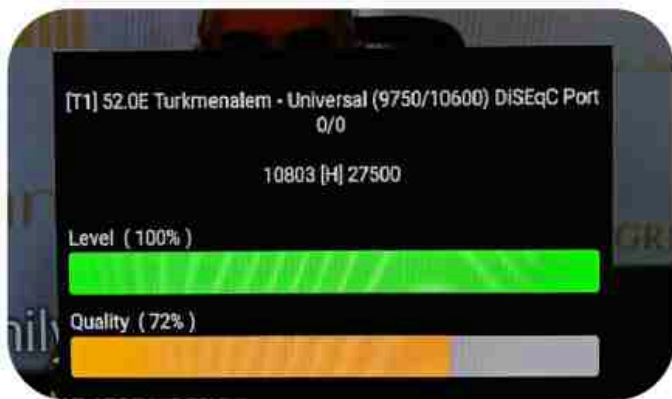 [T1] 52.0E Turkmenalem - Universal (9750/10600) DiSEqC Port
0/0
10803 [H] 27500
Level ( 100% )
Quality ( 72% )